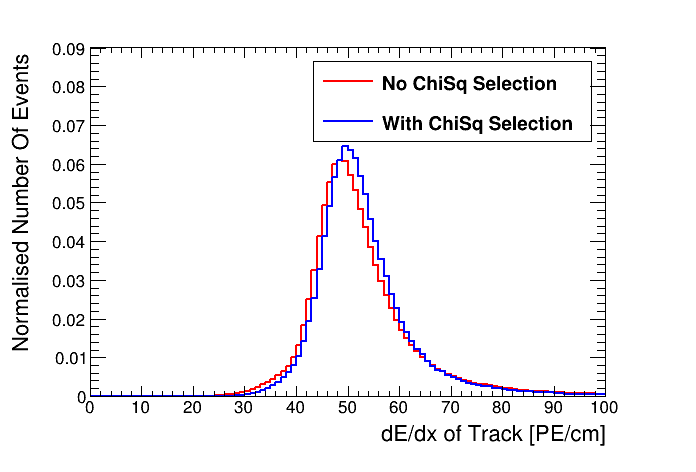 0.09
0.08
0.07
0.06
0.05
0.04
0.03
0.02
0.01
0
Normalised Number Of Events
No ChiSq Selection
With ChiSq Selection
0 10 20 30 40 50 60 70 80 90 100
dE/dx of Track [PE/cm]